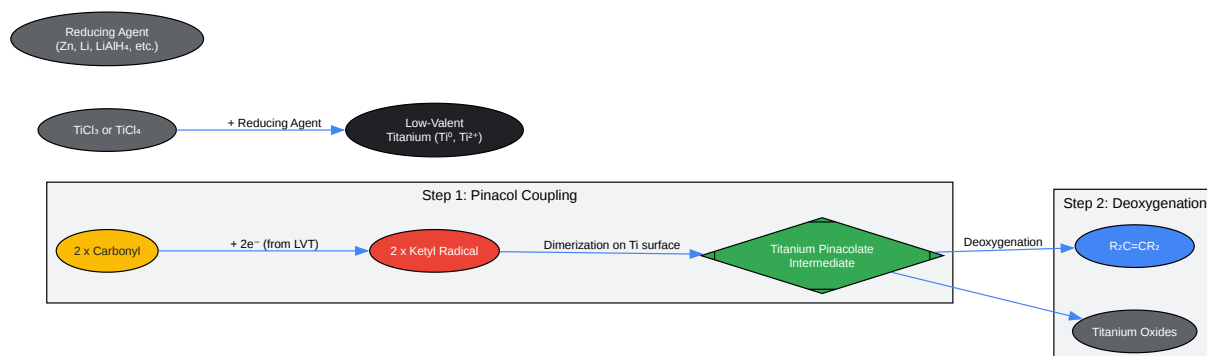 Reducing Agent
(Zn, Li, LiAlH₄, etc.)
TiCl₃ or TiCl₄
+ Reducing Agent
Low-Valent
Titanium (Ti⁰, Ti²⁺)
Step 1: Pinacol Coupling
2 x Carbonyl
+ 2e⁻ (from LVT)
2 x Ketyl Radical
Dimerization on Ti surface
Titanium Pinacolate
Intermediate
Deoxygenation
Step 2: Deoxygenation
R₂C=CR₂
Titanium Oxides